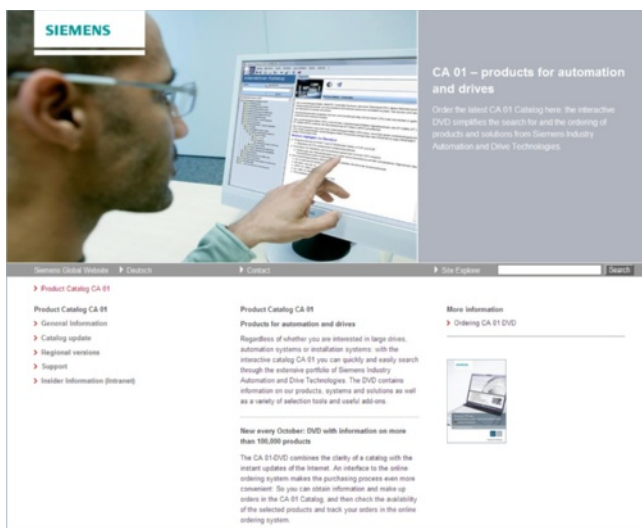 SIEMENS
CA 01 – products for automation
and drives
Order the latest CA 01 Catalog here: the interactive
DVD simplifies the search for and the ordering of
products and solutions from Siemens Industry
Automation and Drive Technologies.
Siemens Global Website Deutsch Contact Site Explorer Search
Product Catalog CA 01
Product Catalog CA 01
General Information
Catalog update
Regional versions
Support
Insider Information (Intranet)
Product Catalog CA 01
Products for automation and drives
Regardless of whether you are interested in large drives,
automation systems or installation systems: with the
interactive catalog CA 01 you can quickly and easily search
through the extensive portfolio of Siemens Industry
Automation and Drive Technologies. The DVD contains
information on our products, systems and solutions as well
as a variety of selection tools and useful add-ons.
New every October: DVD with information on more
than 100,000 products
The CA 01-DVD combines the clarity of a catalog with the
instant updates of the Internet. An interface to the online
ordering system makes the purchasing process even more
convenient: So you can obtain information and make up
orders in the CA 01 Catalog, and then check the availability
of the selected products and track your orders in the online
ordering system.
More information
Ordering CA 01 DVD